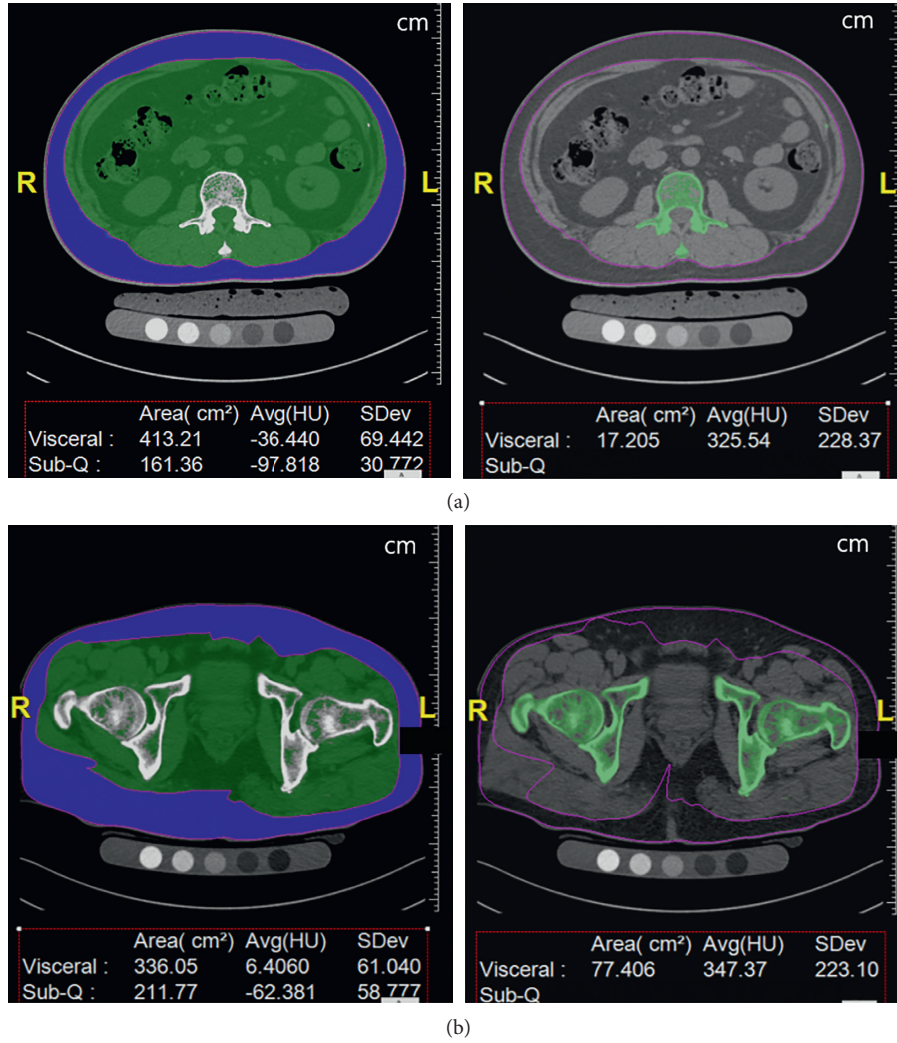 cm
cm
R
L
R
L
Area( cm²) Avg(HU) SDev
Visceral : 413.21 -36.440 69.442
Sub-Q : 161.36 -97.818 30.772
Area( cm²) Avg(HU) SDev
Visceral : 17.205 325.54 228.37
Sub-Q
(a)
cm
cm
R
L
R
L
Area( cm²) Avg(HU) SDev
Visceral : 336.05 6.4060 61.040
Sub-Q : 211.77 -62.381 58.777
Area( cm²) Avg(HU) SDev
Visceral : 77.406 347.37 223.10
Sub-Q
(b)